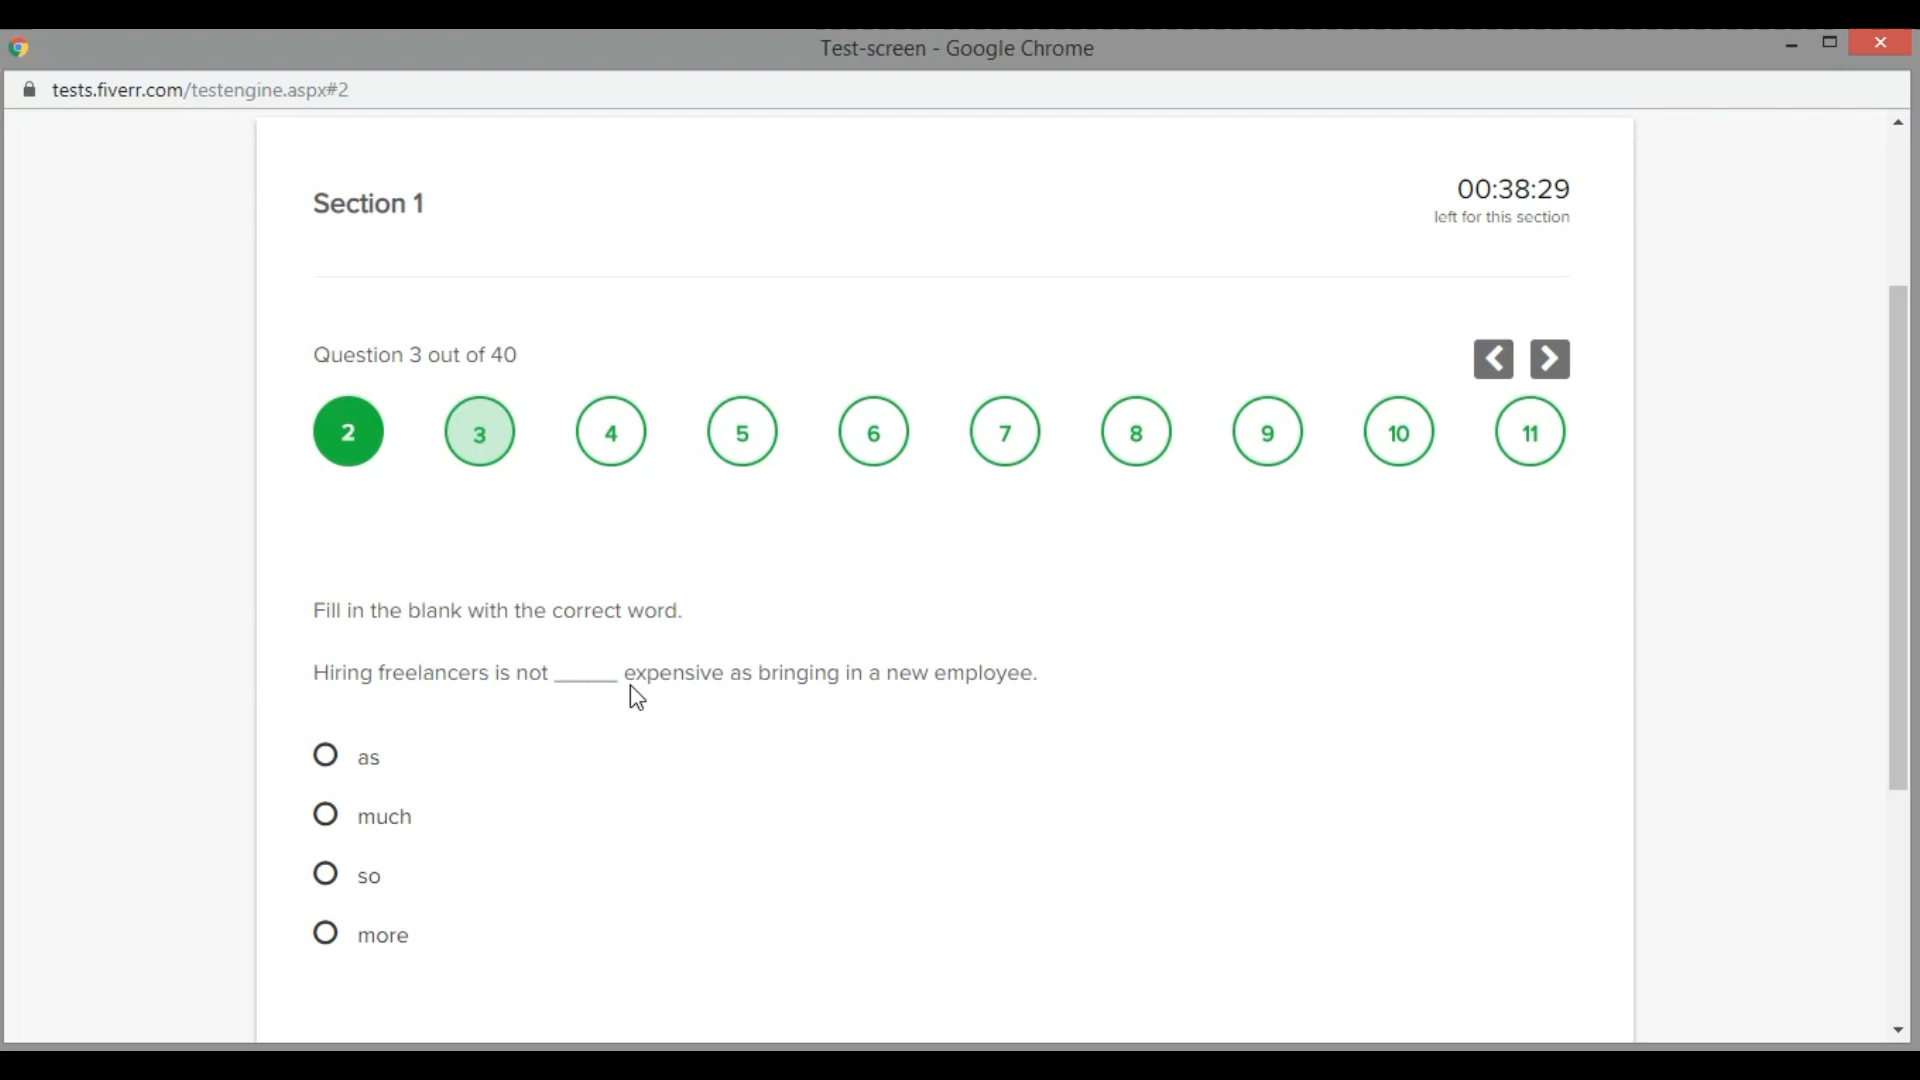 Test-screen - Google Chrome
tests.fiverr.com/testengine.aspx#2
Section 1
00:38:29
left for this section
Question 3 out of 40
2 3 4 5 6 7 8 9 10 11
Fill in the blank with the correct word.
Hiring freelancers is not ______ expensive as bringing in a new employee.
as
much
so
more